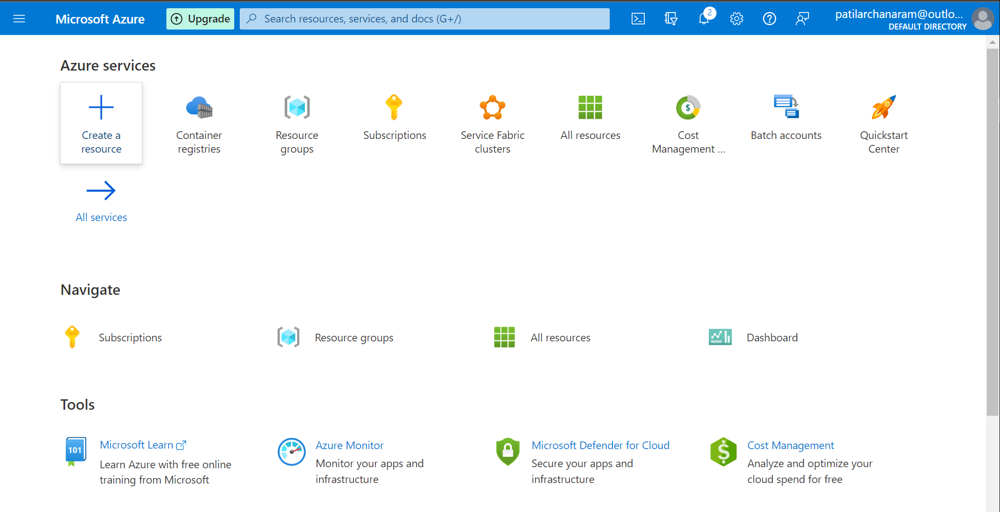 Microsoft Azure
Upgrade
Search resources, services, and docs (G+/)
2
patilarchanaram@outlo...
DEFAULT DIRECTORY
Azure services
Create a
resource
Container
registries
Resource
groups
Subscriptions
Service Fabric
clusters
All resources
$
Cost
Management ...
Batch accounts
Quickstart
Center
All services
Navigate
Subscriptions
Resource groups
All resources
Dashboard
Tools
101
Microsoft Learn
Learn Azure with free online
training from Microsoft
Azure Monitor
Monitor your apps and
infrastructure
Microsoft Defender for Cloud
Secure your apps and
infrastructure
$
Cost Management
Analyze and optimize your
cloud spend for free